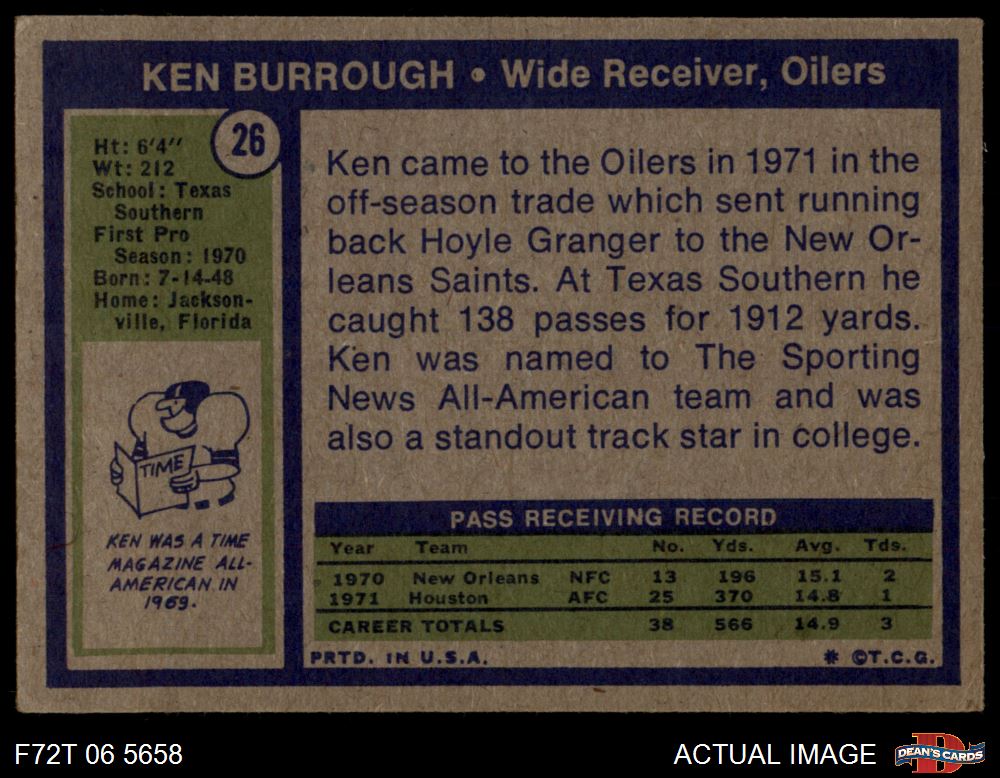 KEN BURROUGH • Wide Receiver, Oilers
26
Ht: 6'4"
Wt: 212
School: Texas
Southern
First Pro
Season: 1970
Born: 7-14-48
Home: Jackson-
ville, Florida
TIME
KEN WAS A TIME
MAGAZINE ALL-
AMERICAN IN
1969.
Ken came to the Oilers in 1971 in the
off-season trade which sent running
back Hoyle Granger to the New Or-
leans Saints. At Texas Southern he
caught 138 passes for 1912 yards.
Ken was named to The Sporting
News All-American team and was
also a standout track star in college.
PASS RECEIVING RECORD
Year Team No. Yds. Avg. Tds.
1970 New Orleans NFC 13 196 15.1 2
1971 Houston AFC 25 370 14.8 1
CAREER TOTALS 38 566 14.9 3
PRTD. IN U.S.A. * ©T.C.G.
F72T 06 5658 ACTUAL IMAGE
D
DEAN'S CARDS